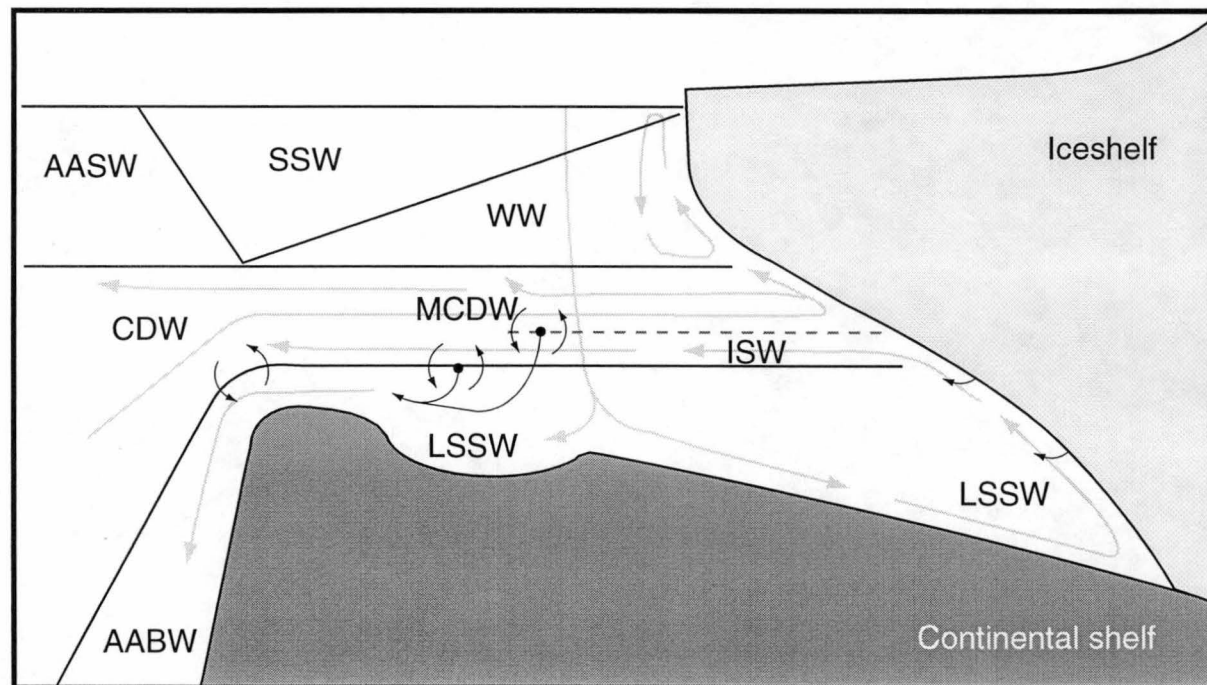 Iceshelf
AASW
SSW
WW
MCDW
CDW
ISW
LSSW
LSSW
AABW
Continental shelf